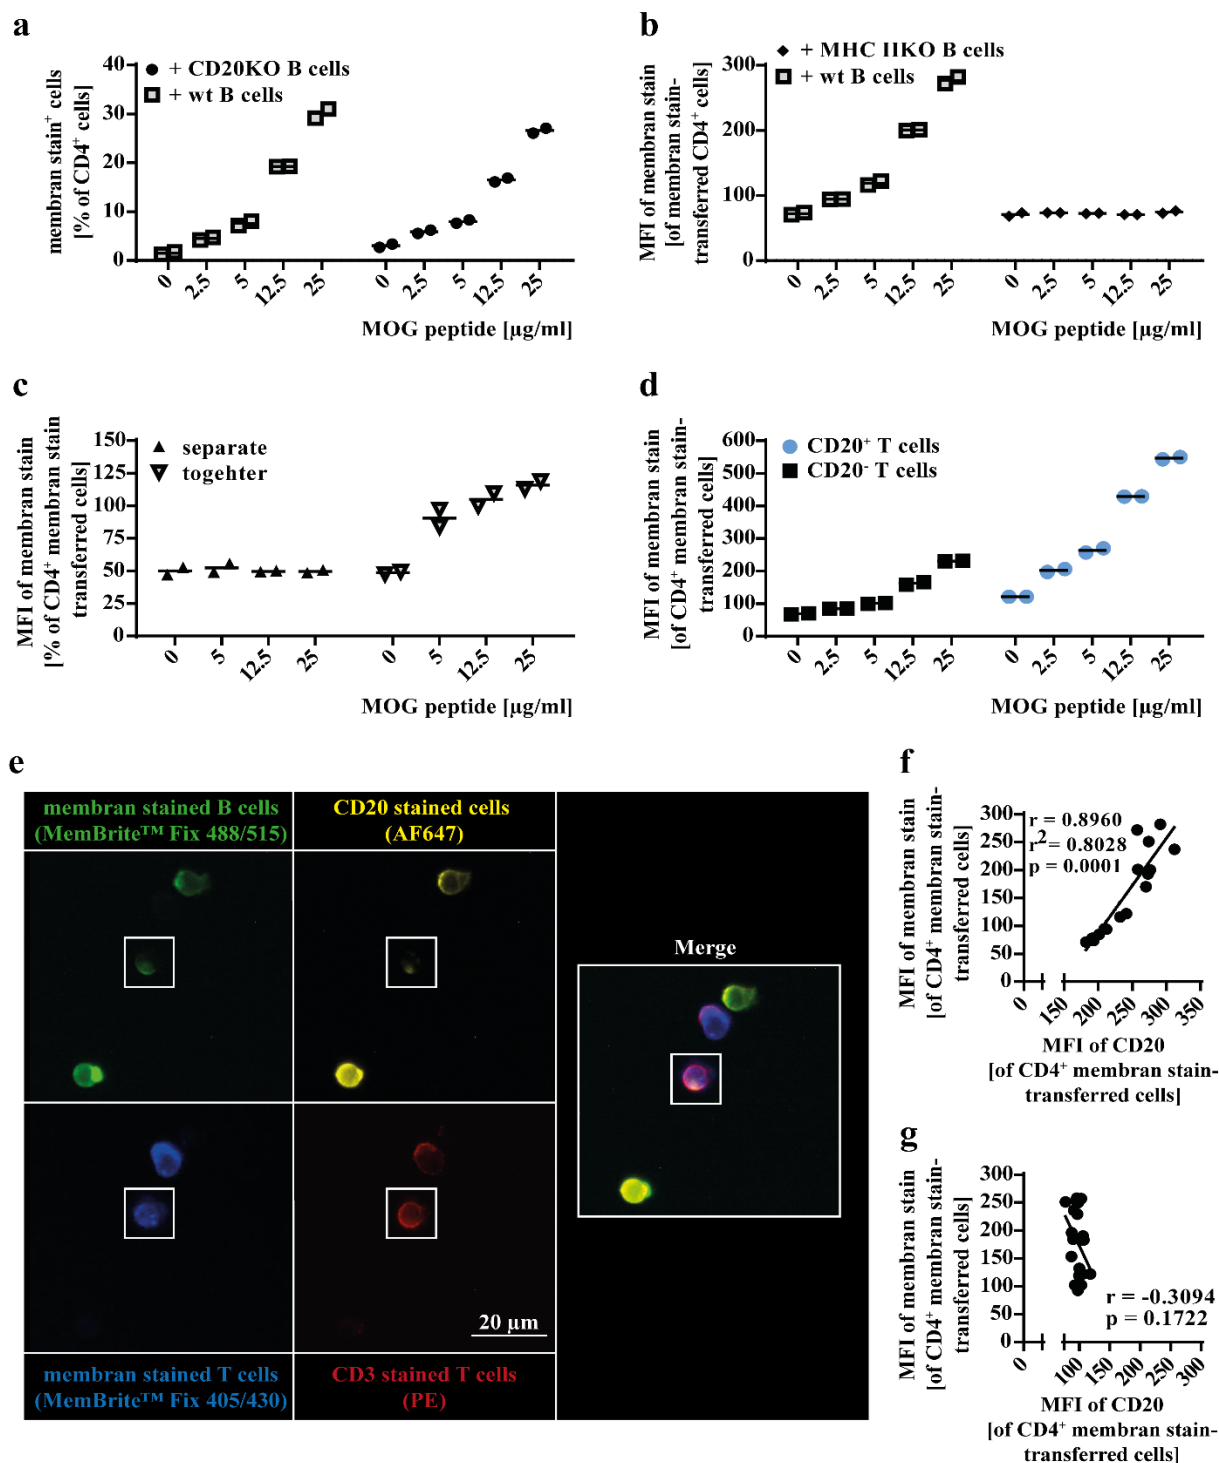 a
membran stain⁺ cells
[% of CD4⁺ cells]
40
30
20
10
0
+ CD20KO B cells
+ wt B cells
0 2.5 5 12.5 25 0 2.5 5 12.5 25
MOG peptide [µg/ml]
b
MFI of membran stain
[of membran stain-
transferred CD4⁺ cells]
300
200
100
0
+ MHC IIKO B cells
+ wt B cells
0 2.5 5 12.5 25 0 2.5 5 12.5 25
MOG peptide [µg/ml]
c
MFI of membran stain
[% of CD4⁺ membran stain
transferred cells]
150
125
100
75
50
25
0
separate
togehter
0 5 12.5 25 0 5 12.5 25
MOG peptide [µg/ml]
d
MFI of membran stain
[of CD4⁺ membran stain-
transferred cells]
600
500
400
300
200
100
0
CD20⁺ T cells
CD20⁻ T cells
0 2.5 5 12.5 25 0 2.5 5 12.5 25
MOG peptide [µg/ml]
e
membran stained B cells
(MemBrite™ Fix 488/515)
CD20 stained cells
(AF647)
Merge
20 µm
membran stained T cells
(MemBrite™ Fix 405/430)
CD3 stained T cells
(PE)
f
MFI of membran stain
[of CD4⁺ membran stain-
transferred cells]
300
250
200
150
100
50
0
r = 0.8960
r² = 0.8028
p = 0.0001
0 150 200 250 300 350
MFI of CD20
[of CD4⁺ membran stain-
transferred cells]
g
MFI of membran stain
[of CD4⁺ membran stain-
transferred cells]
300
250
200
150
100
50
0
r = -0.3094
p = 0.1722
0 100 150 200 250 300
MFI of CD20
[of CD4⁺ membran stain-
transferred cells]